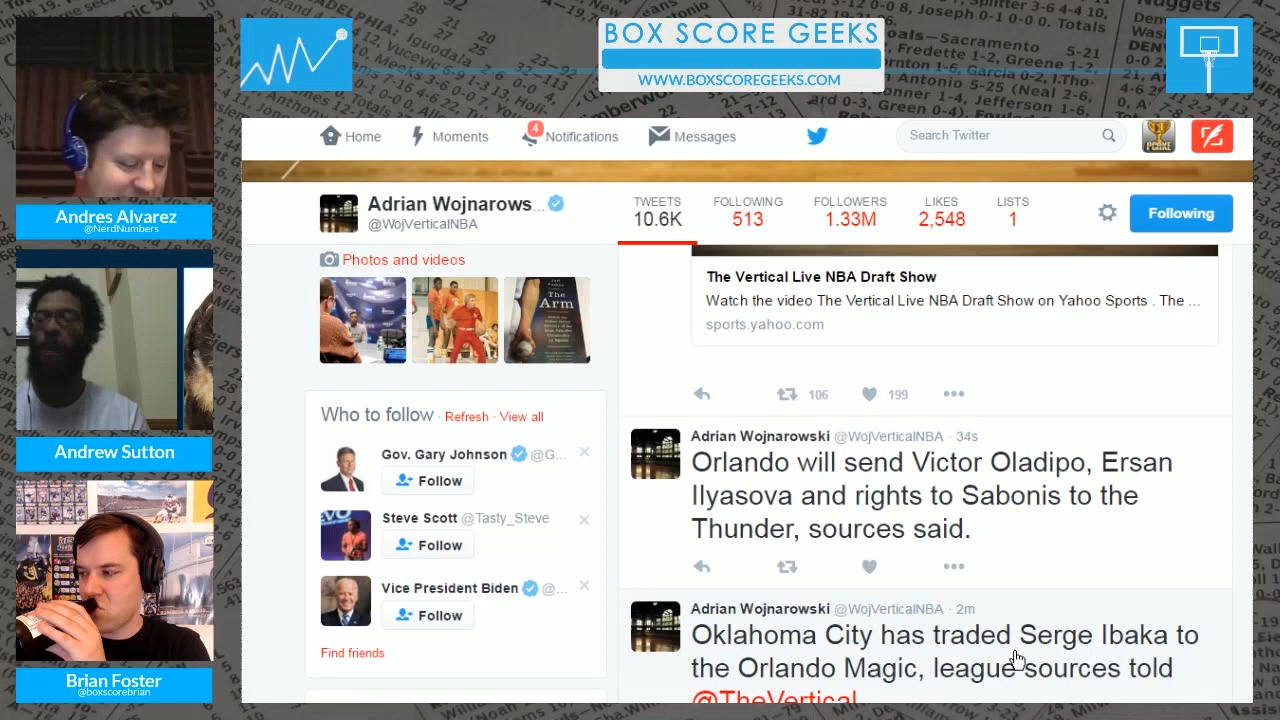 BOX SCORE GEEKS
WWW.BOXSCOREGEEKS.COM
Home
Moments
4
Notifications
Messages
Search Twitter
Adrian Wojnarows...
@WojVerticalNBA
TWEETS
10.6K
FOLLOWING
513
FOLLOWERS
1.33M
LIKES
2,548
LISTS
1
Following
Andres Alvarez
@NerdNumbers
Andrew Sutton
Brian Foster
@boxscorebrian
Photos and videos
The
Arm
Who to follow · Refresh · View all
Gov. Gary Johnson @G...
Follow
Steve Scott @Tasty_Steve
Follow
Vice President Biden @...
Follow
Find friends
The Vertical Live NBA Draft Show
Watch the video The Vertical Live NBA Draft Show on Yahoo Sports . The ...
sports.yahoo.com
106
199
Adrian Wojnarowski @WojVerticalNBA · 34s
Orlando will send Victor Oladipo, Ersan
Ilyasova and rights to Sabonis to the
Thunder, sources said.
Adrian Wojnarowski @WojVerticalNBA · 2m
Oklahoma City has traded Serge Ibaka to
the Orlando Magic, league sources told
@TheVertical